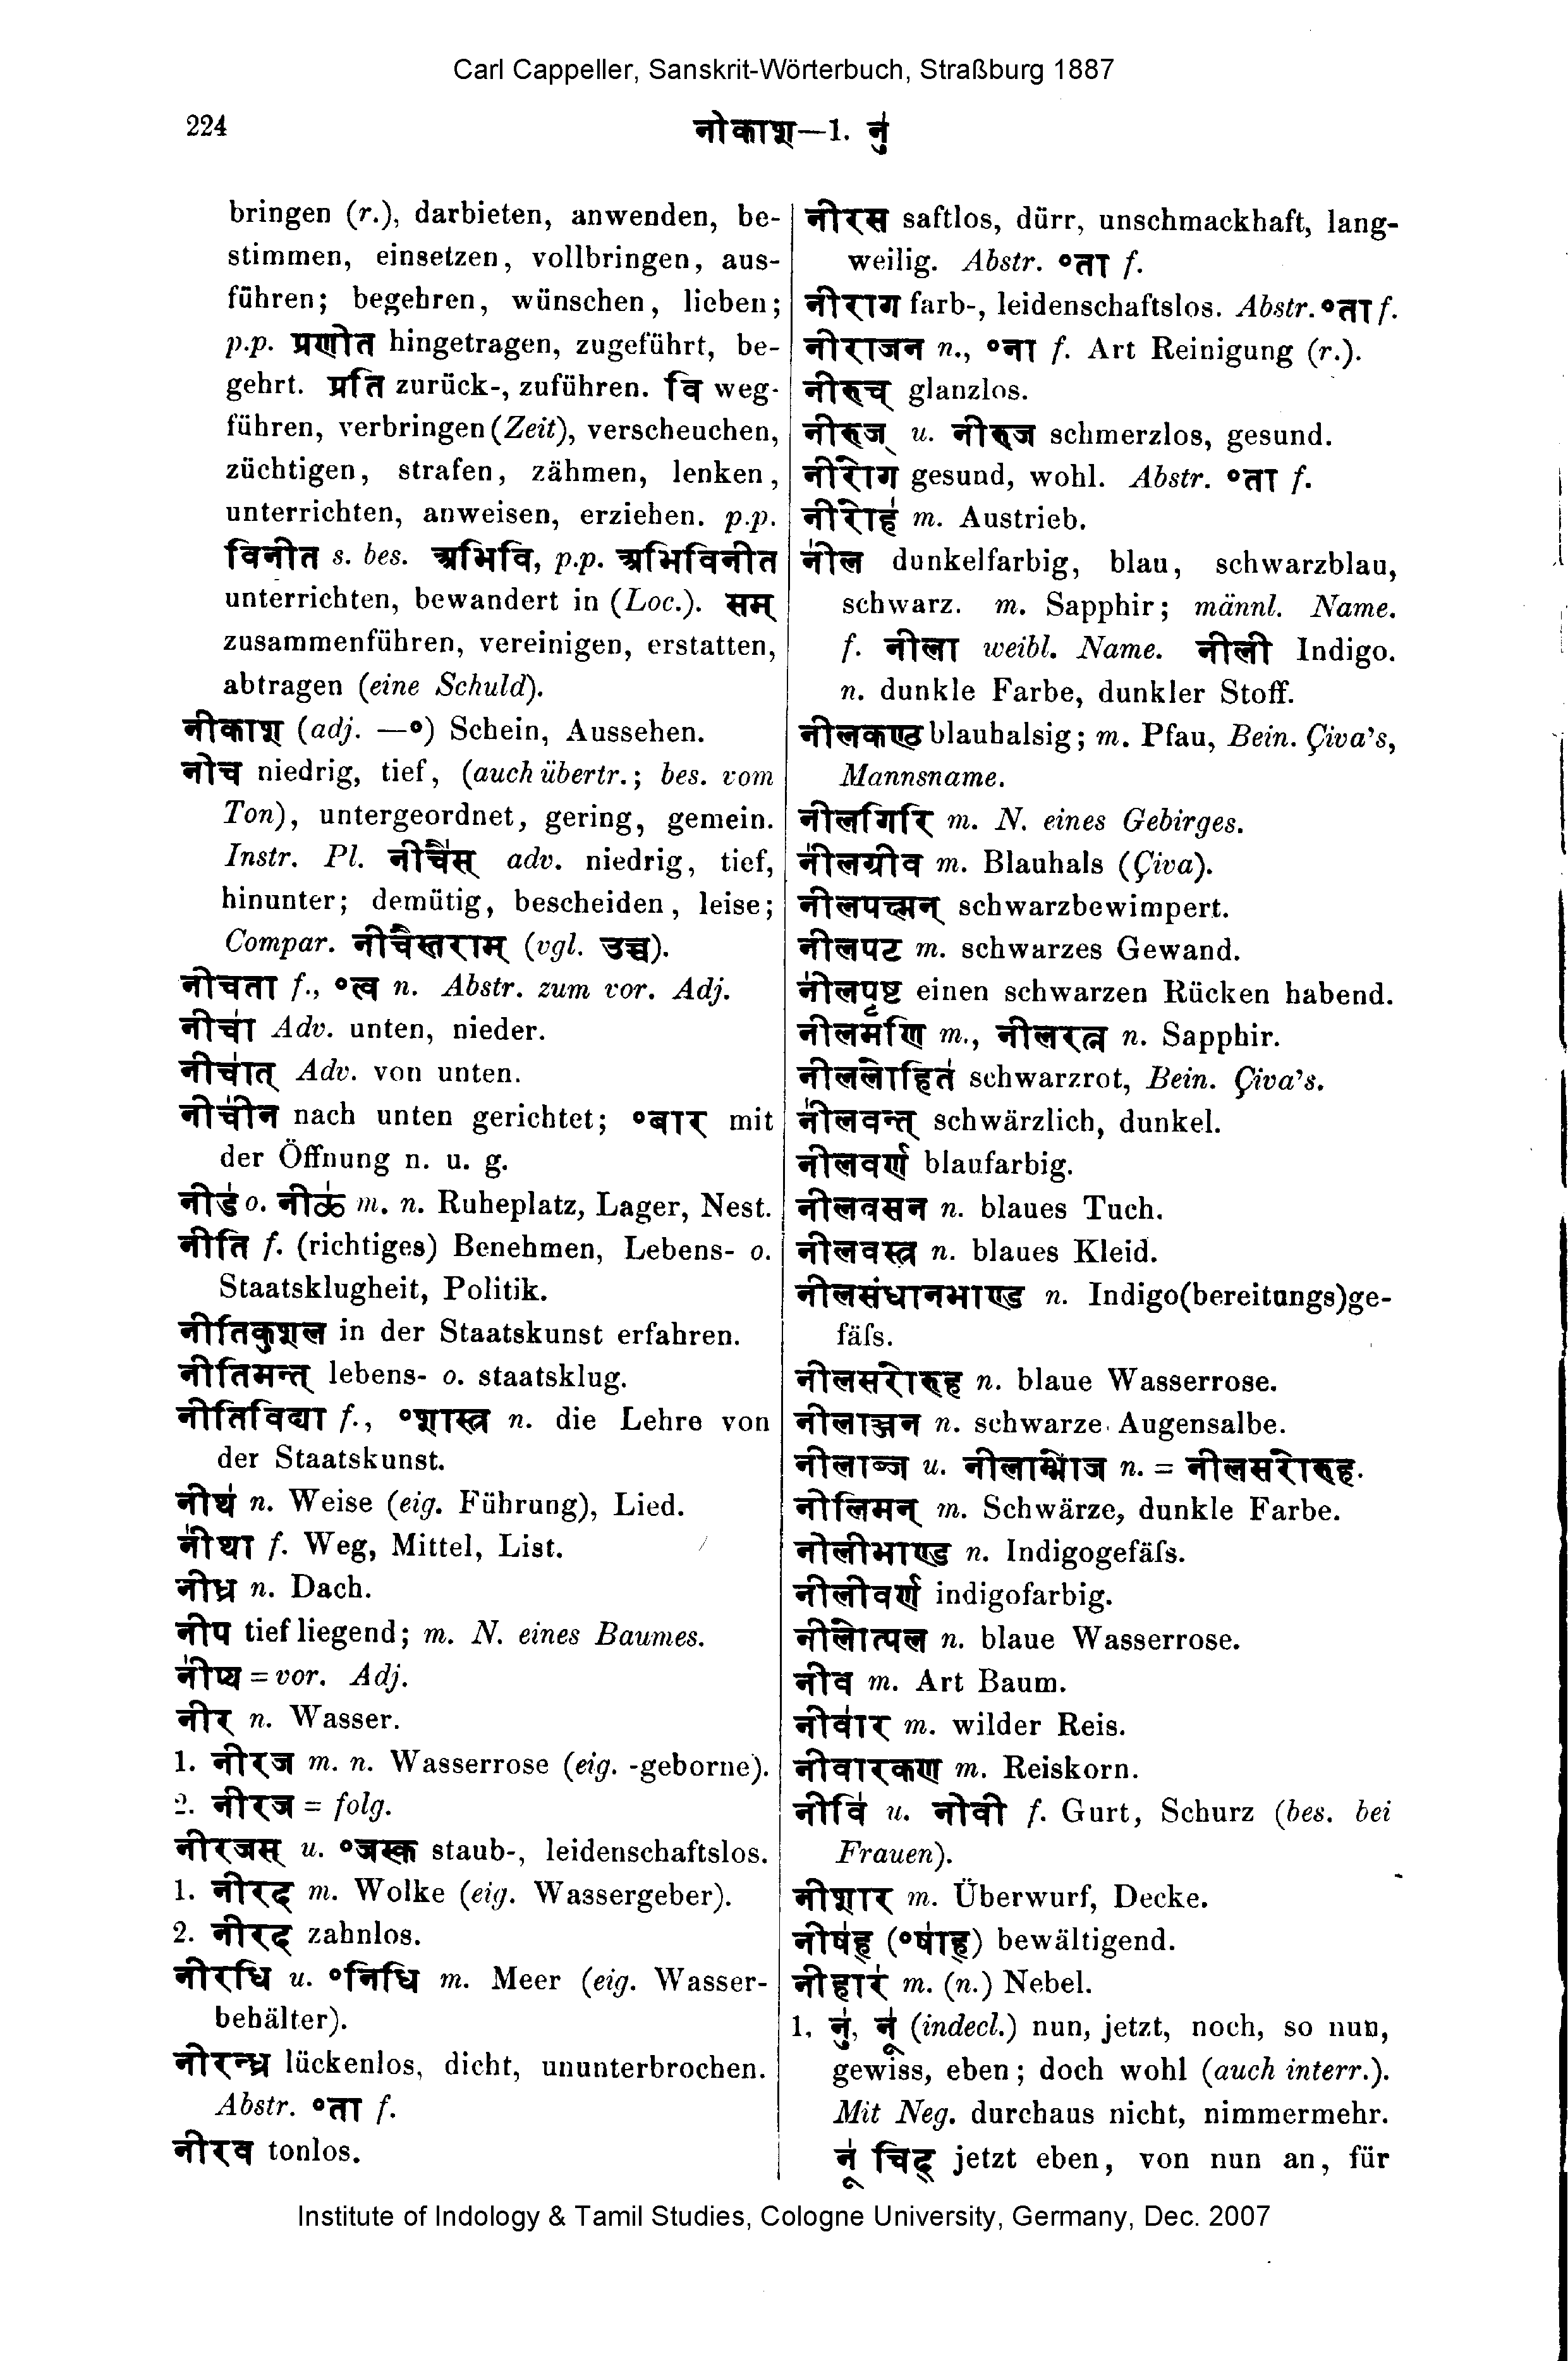 Carl Cappeller, Sanskrit-Wörterbuch, Straßburg 1887
224
नीकाश—1. नु॑
bringen (r.), darbieten, anwenden, be-
stimmen, einsetzen, vollbringen, aus-
führen; begehren, wünschen, lieben;
p.p. प्रणीत hingetragen, zugeführt, be-
gehrt. प्रति zurück-, zuführen. वि weg-
führen, verbringen (Zeit), verscheuchen,
züchtigen, strafen, zähmen, lenken,
unterrichten, anweisen, erziehen. p.p.
विनीत s. bes. अभिवि, p.p. अभिविनीत
unterrichten, bewandert in (Loc.). सम्
zusammenführen, vereinigen, erstatten,
abtragen (eine Schuld).
नीकाश (adj. —°) Schein, Aussehen.
नीच niedrig, tief, (auch übertr.; bes. vom
Ton), untergeordnet, gering, gemein.
Instr. Pl. नीचै॑स् adv. niedrig, tief,
hinunter; demütig, bescheiden, leise;
Compar. नीचैस्तराम् (vgl. उच्च).
नीचता f., °त्व n. Abstr. zum vor. Adj.
नीचा॑ Adv. unten, nieder.
नीचा॑त् Adv. von unten.
नीची॑न nach unten gerichtet; °बार mit
der Öffnung n. u. g.
नीड॑ o. नीळ॑ m. n. Ruheplatz, Lager, Nest.
नीति f. (richtiges) Benehmen, Lebens- o.
Staatsklugheit, Politik.
नीतिकुशल in der Staatskunst erfahren.
नीतिमन्त् lebens- o. staatsklug.
नीतिविद्या f., °शास्त्र n. die Lehre von
der Staatskunst.
नीथ॑ n. Weise (eig. Führung), Lied.
नी॑था f. Weg, Mittel, List.
नीध्र n. Dach.
नीप tief liegend; m. N. eines Baumes.
नी॑प्य = vor. Adj.
नीर n. Wasser.
1. नीरज m. n. Wasserrose (eig. -geborne).
2. नीरज = folg.
नीरजस् u. °जस्क staub-, leidenschaftslos.
1. नीरद m. Wolke (eig. Wassergeber).
2. नीरद zahnlos.
नीरधि u. °निधि m. Meer (eig. Wasser-
behälter).
नीरन्ध्र lückenlos, dicht, ununterbrochen.
Abstr. °ता f.
नीरव tonlos.
नीरस saftlos, dürr, unschmackhaft, lang-
weilig. Abstr. °ता f.
नीराग farb-, leidenschaftslos. Abstr. °ता f.
नीराजन n., °ना f. Art Reinigung (r.).
नीरुच् glanzlos.
नीरुज् u. नीरुज schmerzlos, gesund.
नीरोग gesund, wohl. Abstr. °ता f.
नीरोह॑ m. Austrieb.
नी॑ल dunkelfarbig, blau, schwarzblau,
schwarz. m. Sapphir; männl. Name.
f. नीला weibl. Name. नीली Indigo.
n. dunkle Farbe, dunkler Stoff.
नीलकण्ठ blauhalsig; m. Pfau, Bein. Çiva's,
Mannsname.
नीलगिरि m. N. eines Gebirges.
नी॑लग्रीव m. Blauhals (Çiva).
नीलपक्ष्मन् schwarzbewimpert.
नीलपट m. schwarzes Gewand.
नी॑लपृष्ट einen schwarzen Rücken habend.
नीलमणि m., नीलरत्न n. Sapphir.
नीललोहित॑ schwarzrot, Bein. Çiva's.
नी॑लवन्त् schwärzlich, dunkel.
नीलवर्ण blaufarbig.
नीलवसन n. blaues Tuch.
नीलवस्त्र n. blaues Kleid.
नीलसंधानभाण्ड n. Indigo(bereitungs)ge-
fäſs.
नीलसरोरुह n. blaue Wasserrose.
नीलाञ्जन n. schwarze Augensalbe.
नीलाब्ज u. नीलाम्भोज n. = नीलसरोरुह.
नीलिमन् m. Schwärze, dunkle Farbe.
नीलीभाण्ड n. Indigogefäſs.
नीलीवर्ण indigofarbig.
नीलोत्पल n. blaue Wasserrose.
नीव m. Art Baum.
नीवा॑र m. wilder Reis.
नीवारकण m. Reiskorn.
नीवि॑ u. नीवी f. Gurt, Schurz (bes. bei
Frauen).
नीशार m. Überwurf, Decke.
नीष॑ह् (°षा॑ह्) bewältigend.
नीहार॑ m. (n.) Nebel.
1. नु॑, नू॑ (indecl.) nun, jetzt, noch, so nun,
gewiss, eben; doch wohl (auch interr.).
Mit Neg. durchaus nicht, nimmermehr.
नू॑ चिद् jetzt eben, von nun an, für
Institute of Indology & Tamil Studies, Cologne University, Germany, Dec. 2007